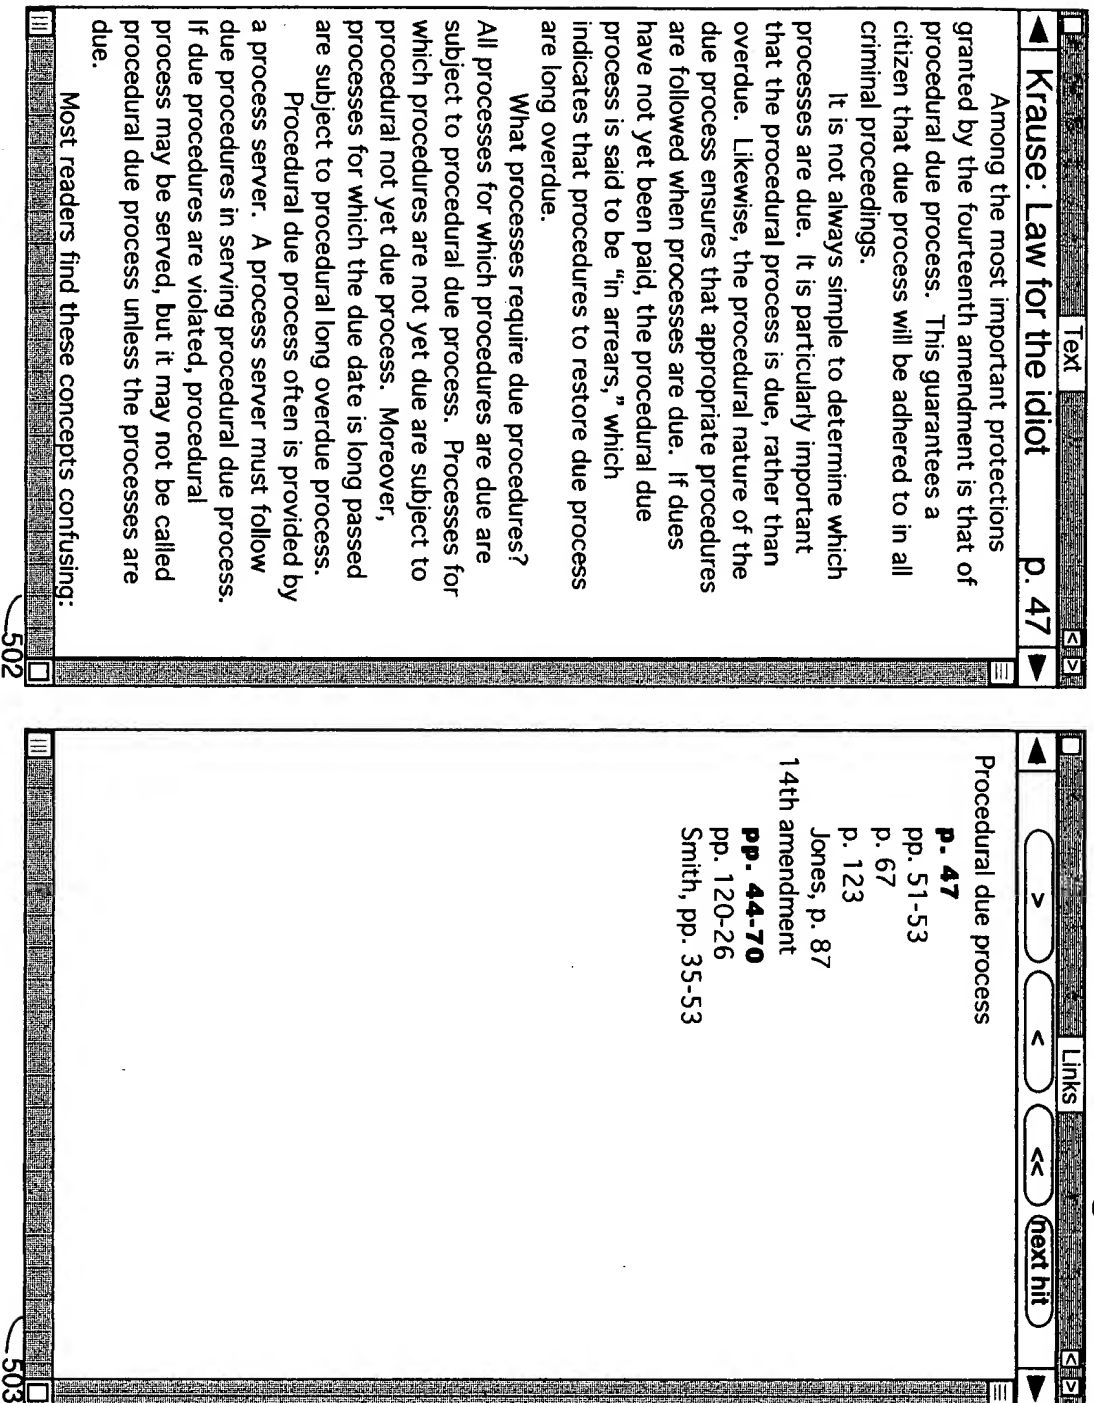 Text
Krause: Law for the idiot p. 47
Among the most important protections
granted by the fourteenth amendment is that of
procedural due process. This guarantees a
citizen that due process will be adhered to in all
criminal proceedings.
It is not always simple to determine which
processes are due. It is particularly important
that the procedural process is due, rather than
overdue. Likewise, the procedural nature of the
due process ensures that appropriate procedures
are followed when processes are due. If dues
have not yet been paid, the procedural due
process is said to be "in arrears," which
indicates that procedures to restore due process
are long overdue.
What processes require due procedures?
All processes for which procedures are due are
subject to procedural due process. Processes for
which procedures are not yet due are subject to
procedural not yet due process. Moreover,
processes for which the due date is long passed
are subject to procedural long overdue process.
Procedural due process often is provided by
a process server. A process server must follow
due procedures in serving procedural due process.
If due procedures are violated, procedural
process may be served, but it may not be called
procedural due process unless the processes are
due.
Most readers find these concepts confusing:
502
Links
> < << next hit
Procedural due process
p. 47
pp. 51-53
p. 67
p. 123
Jones, p. 87
14th amendment
pp. 44-70
pp. 120-26
Smith, pp. 35-53
503